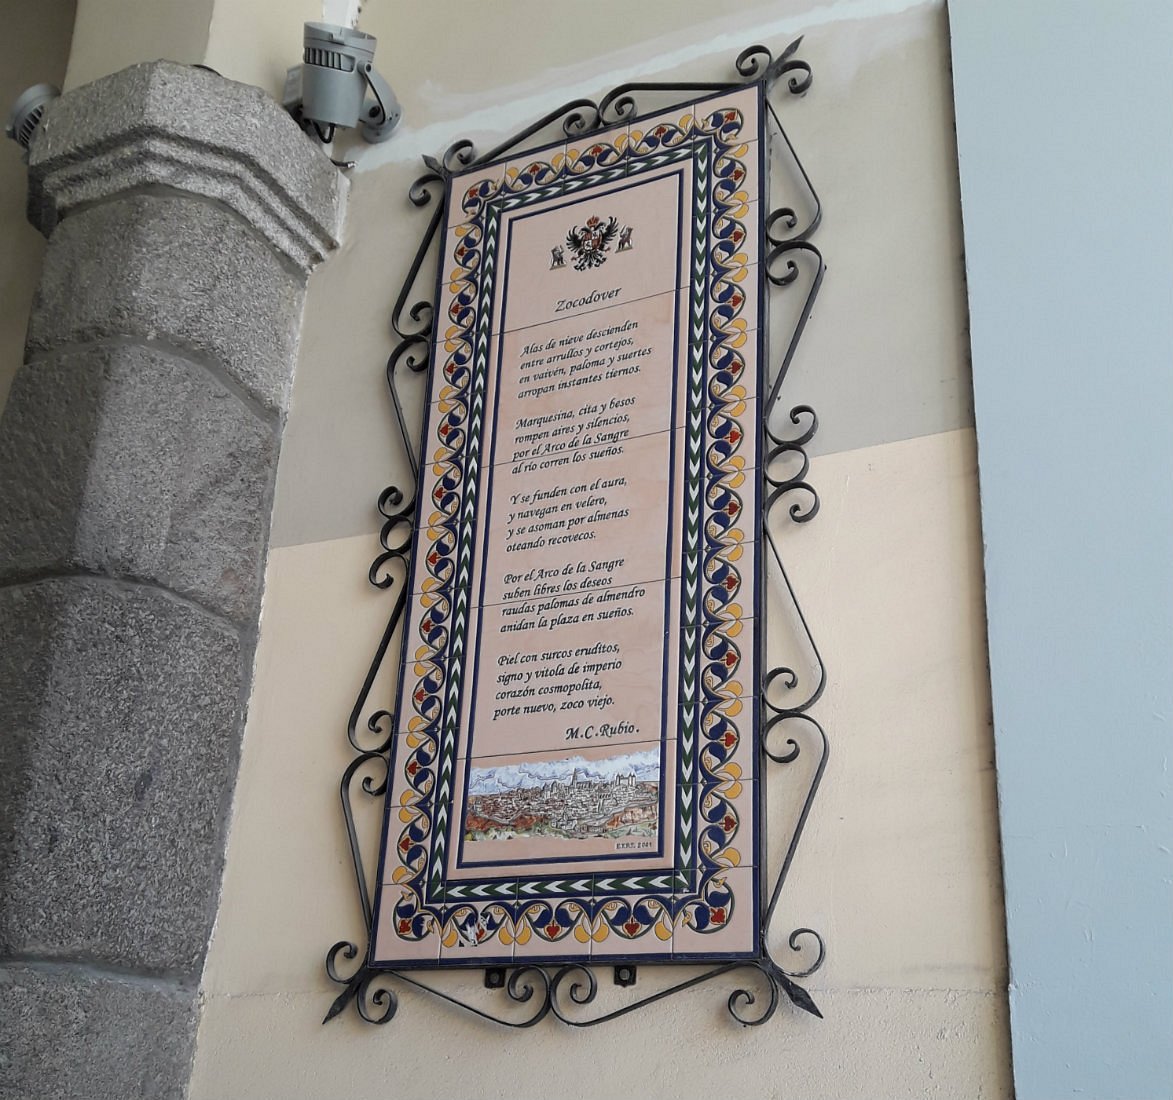 Zocodover
Alas de nieve descienden
entre arrullos y cortejos,
en vaivén, paloma y suertes
arropan instantes tiernos.
Marquesina, cita y besos
rompen aires y silencios,
por el Arco de la Sangre
al río corren los sueños.
Y se funden con el aura,
y navegan en velero,
y se asoman por almenas
oteando recovecos.
Por el Arco de la Sangre
suben libres los deseos
raudas palomas de almendro
anidan la plaza en sueños.
Piel con surcos eruditos,
signo y vitola de imperio
corazón cosmopolita,
porte nuevo, zoco viejo.
M.C.Rubio.
2001